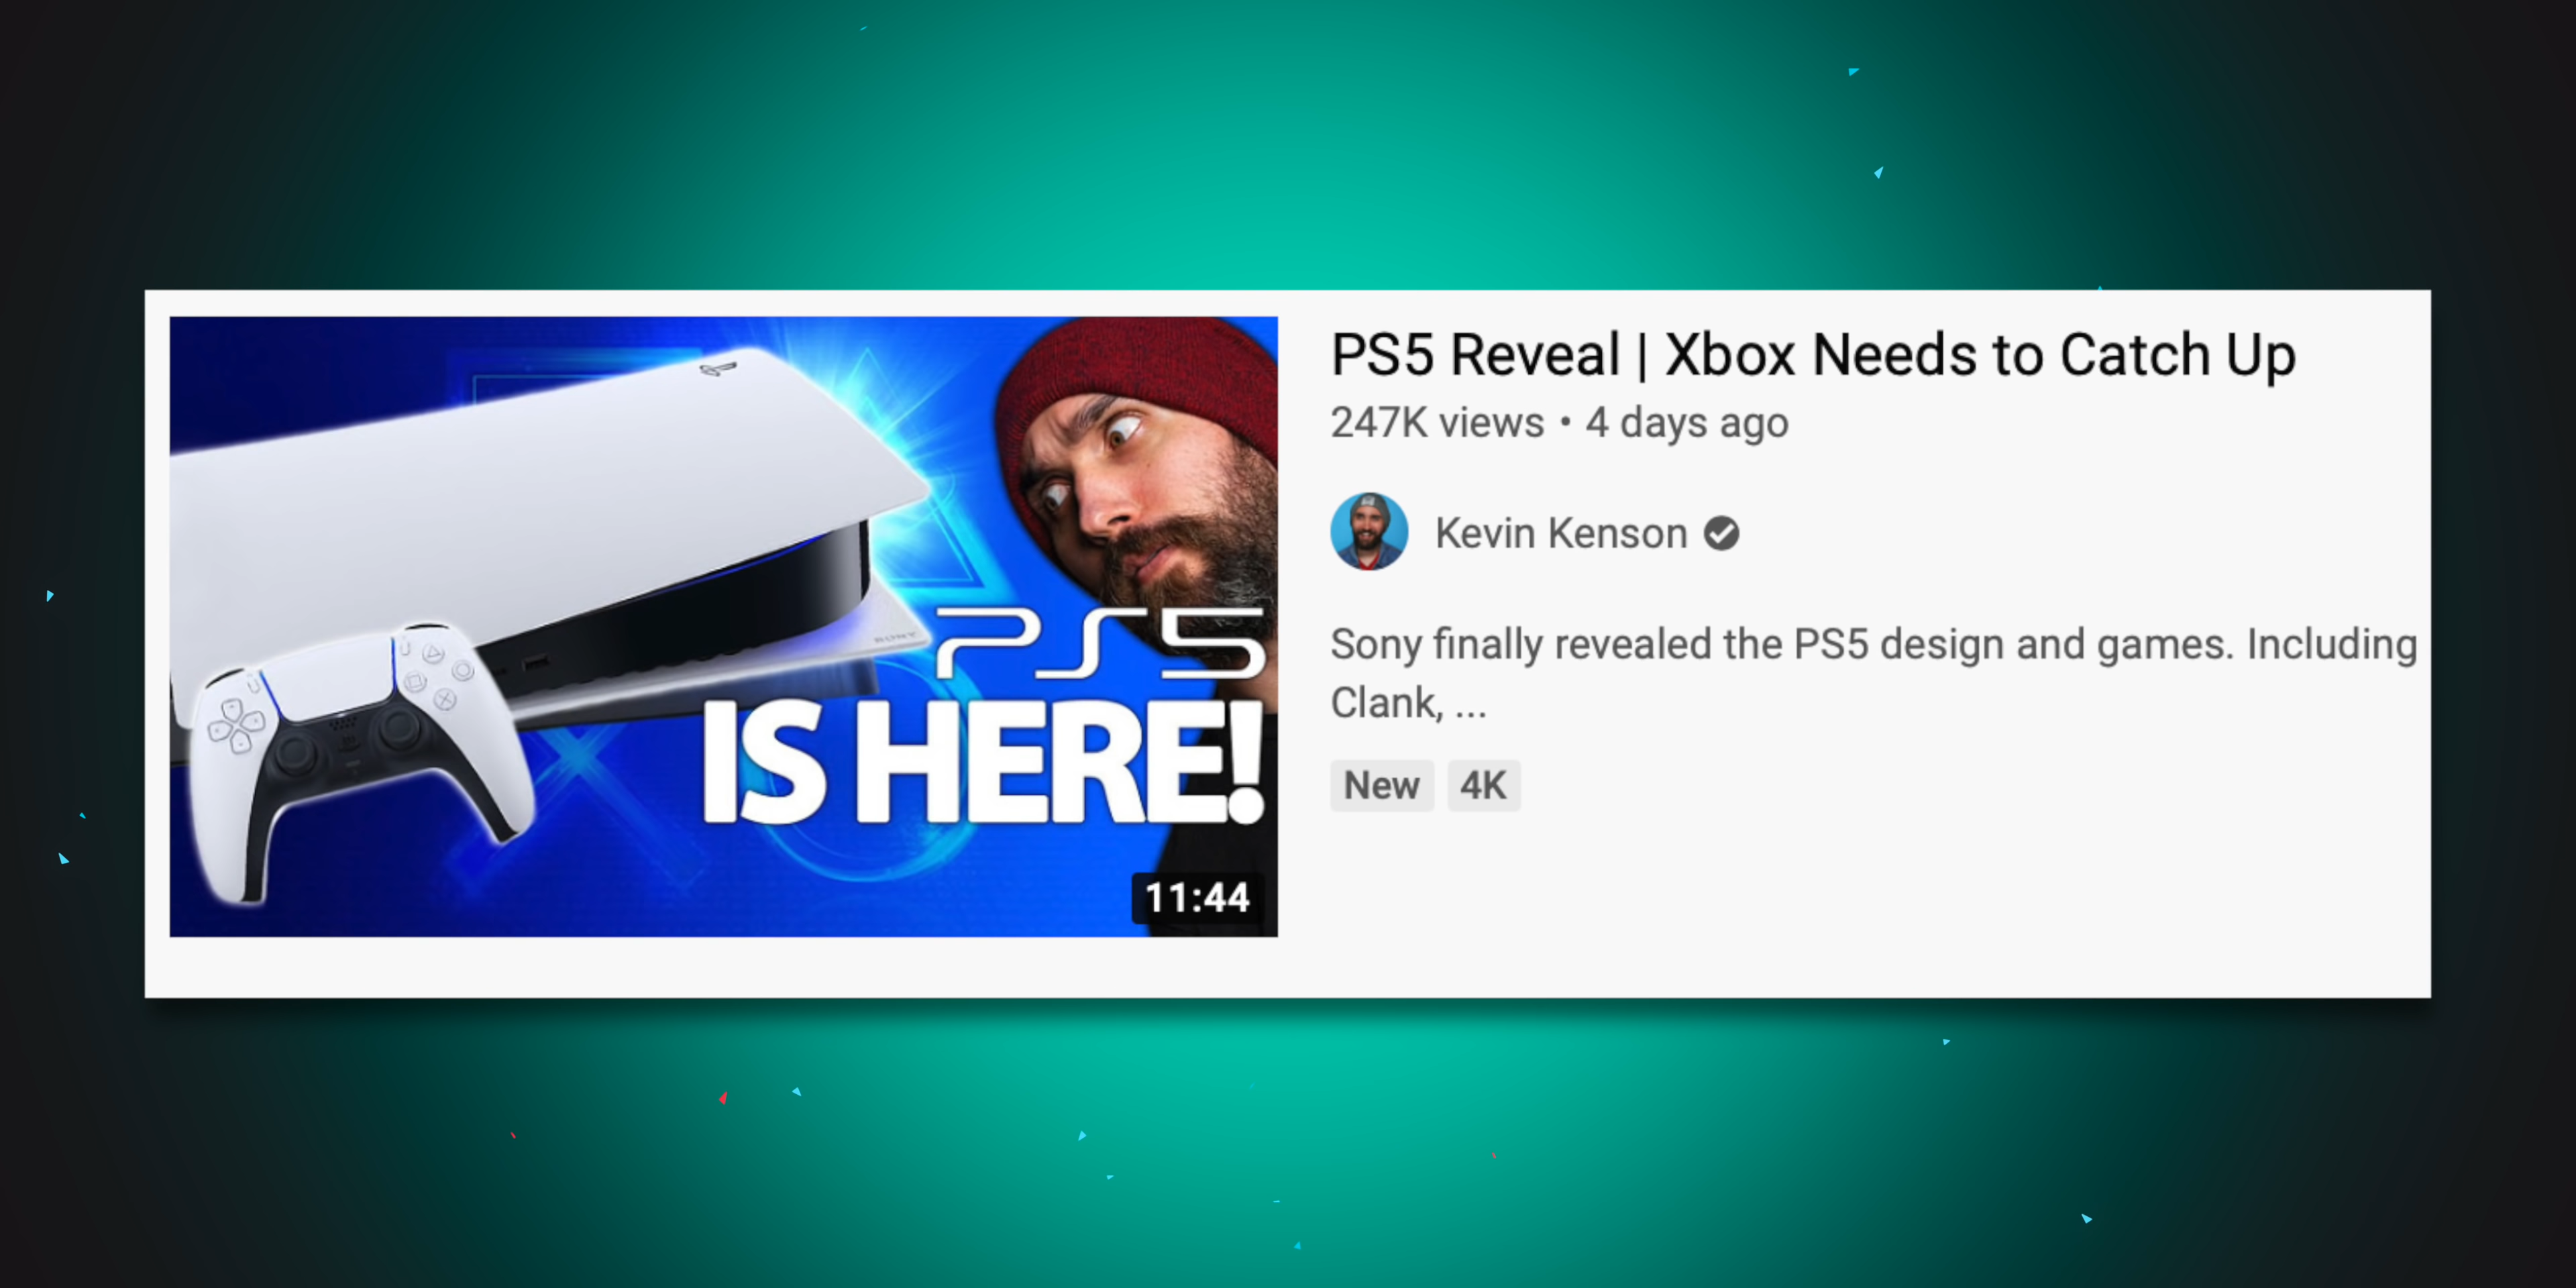 PS5
IS HERE!
11:44
PS5 Reveal | Xbox Needs to Catch Up
247K views • 4 days ago
Kevin Kenson
Sony finally revealed the PS5 design and games. Including
Clank, ...
New 4K
SONY